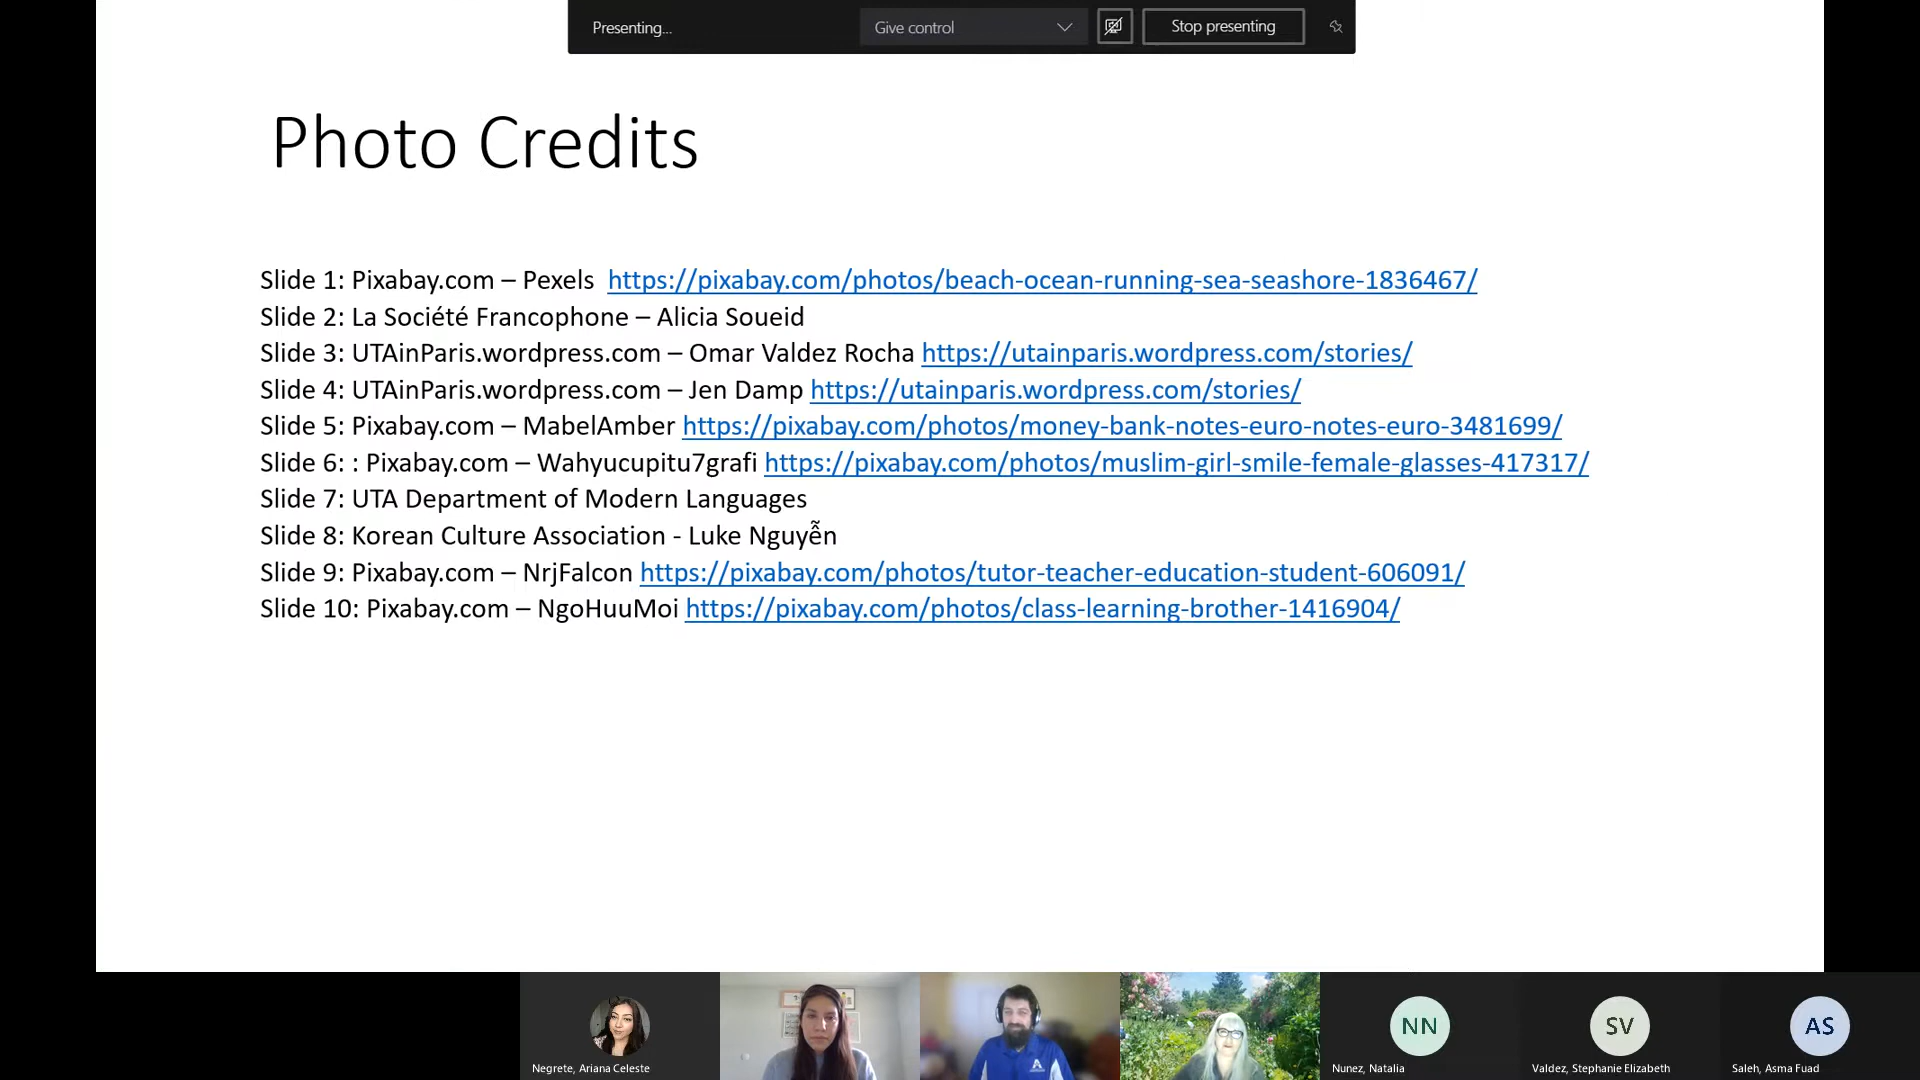 Presenting...
Give control
Stop presenting
Photo Credits
Slide 1: Pixabay.com – Pexels https://pixabay.com/photos/beach-ocean-running-sea-seashore-1836467/
Slide 2: La Société Francophone – Alicia Soueid
Slide 3: UTAinParis.wordpress.com – Omar Valdez Rocha https://utainparis.wordpress.com/stories/
Slide 4: UTAinParis.wordpress.com – Jen Damp https://utainparis.wordpress.com/stories/
Slide 5: Pixabay.com – MabelAmber https://pixabay.com/photos/money-bank-notes-euro-notes-euro-3481699/
Slide 6: : Pixabay.com – Wahyucupitu7grafi https://pixabay.com/photos/muslim-girl-smile-female-glasses-417317/
Slide 7: UTA Department of Modern Languages
Slide 8: Korean Culture Association - Luke Nguyễn
Slide 9: Pixabay.com – NrjFalcon https://pixabay.com/photos/tutor-teacher-education-student-606091/
Slide 10: Pixabay.com – NgoHuuMoi https://pixabay.com/photos/class-learning-brother-1416904/
NN
SV
AS
Negrete, Ariana Celeste
Nunez, Natalia
Valdez, Stephanie Elizabeth
Saleh, Asma Fuad